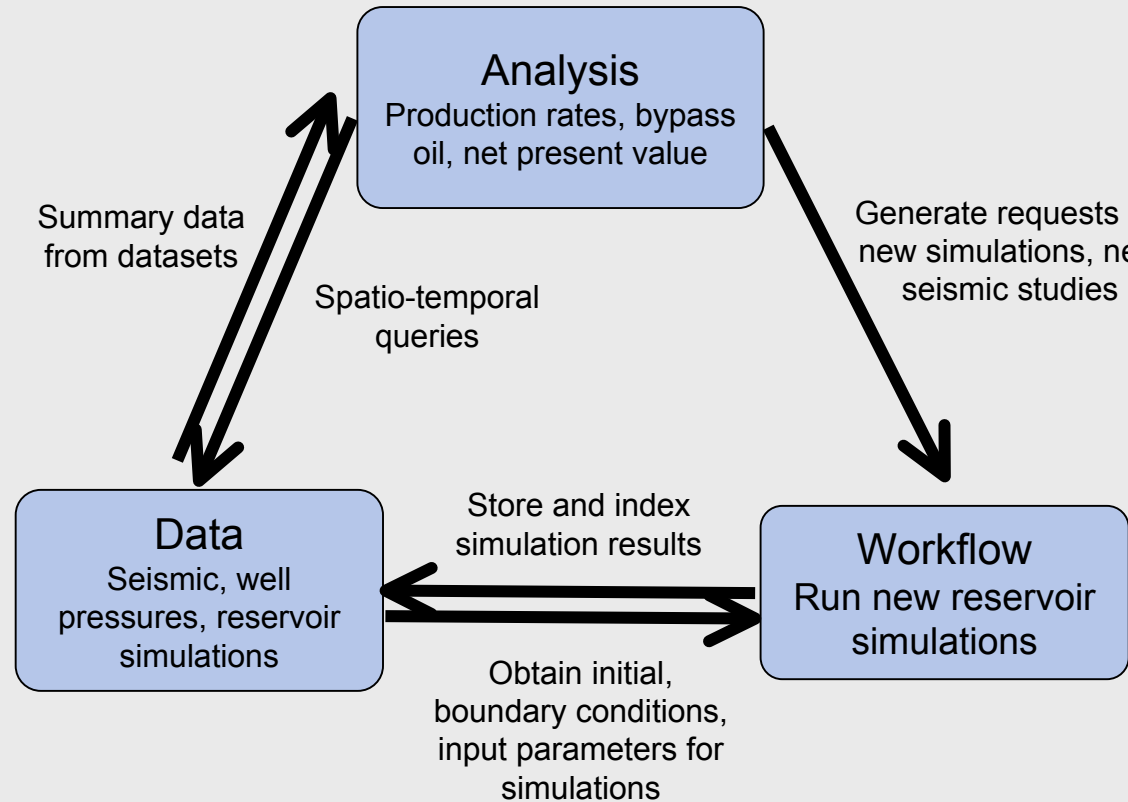 Analysis
Production rates, bypass
oil, net present value
Summary data
from datasets
Spatio-temporal
queries
Generate requests
new simulations,
seismic studies
Data
Seismic, well
pressures, reservoir
simulations
Store and index
simulation results
Workflow
Run new reservoir
simulations
Obtain initial,
boundary conditions,
input parameters for
simulations